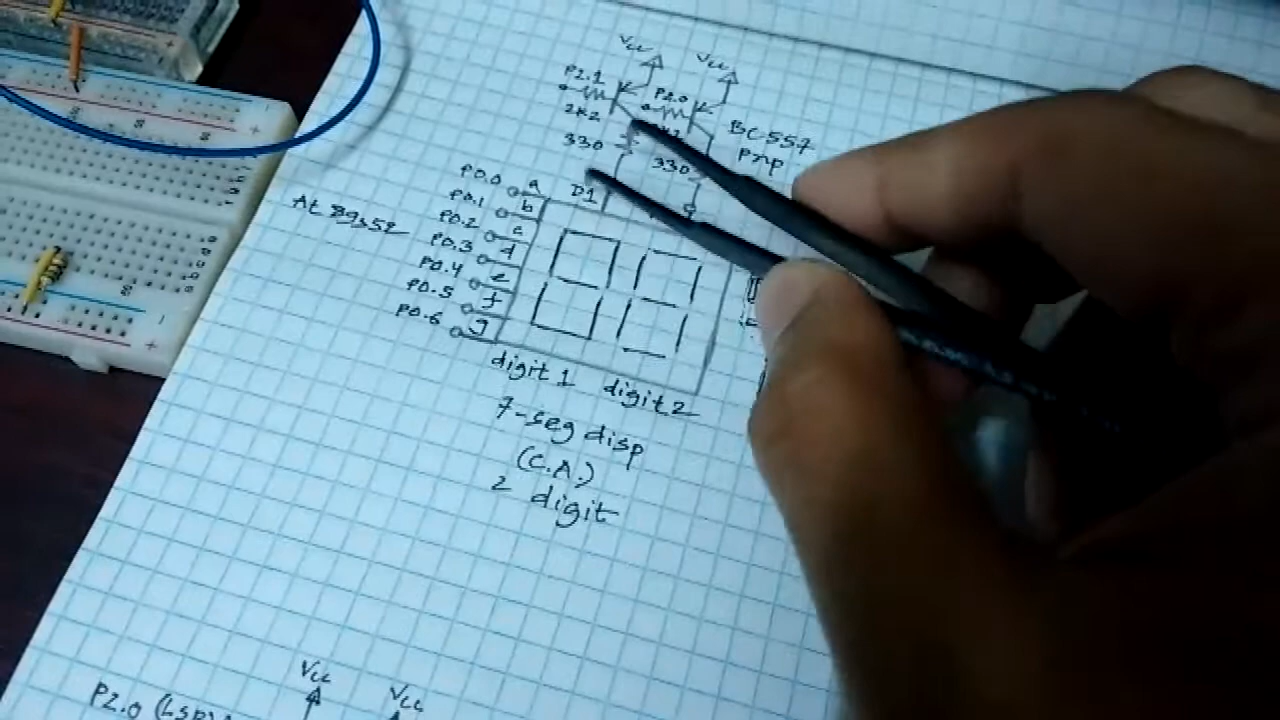 Vcc
Vcc
P2.1
P2.0
2K2
BC557
pnp
330
330
P0.0 a
D1
P0.1 b
At 89s52
P0.2 c
P0.3 d
P0.4 e
P0.5 f
P0.6 g
digit 1 digit 2
7-seg disp
(C.A.)
2 digit
Vcc
Vcc
P2.0 (LSD)